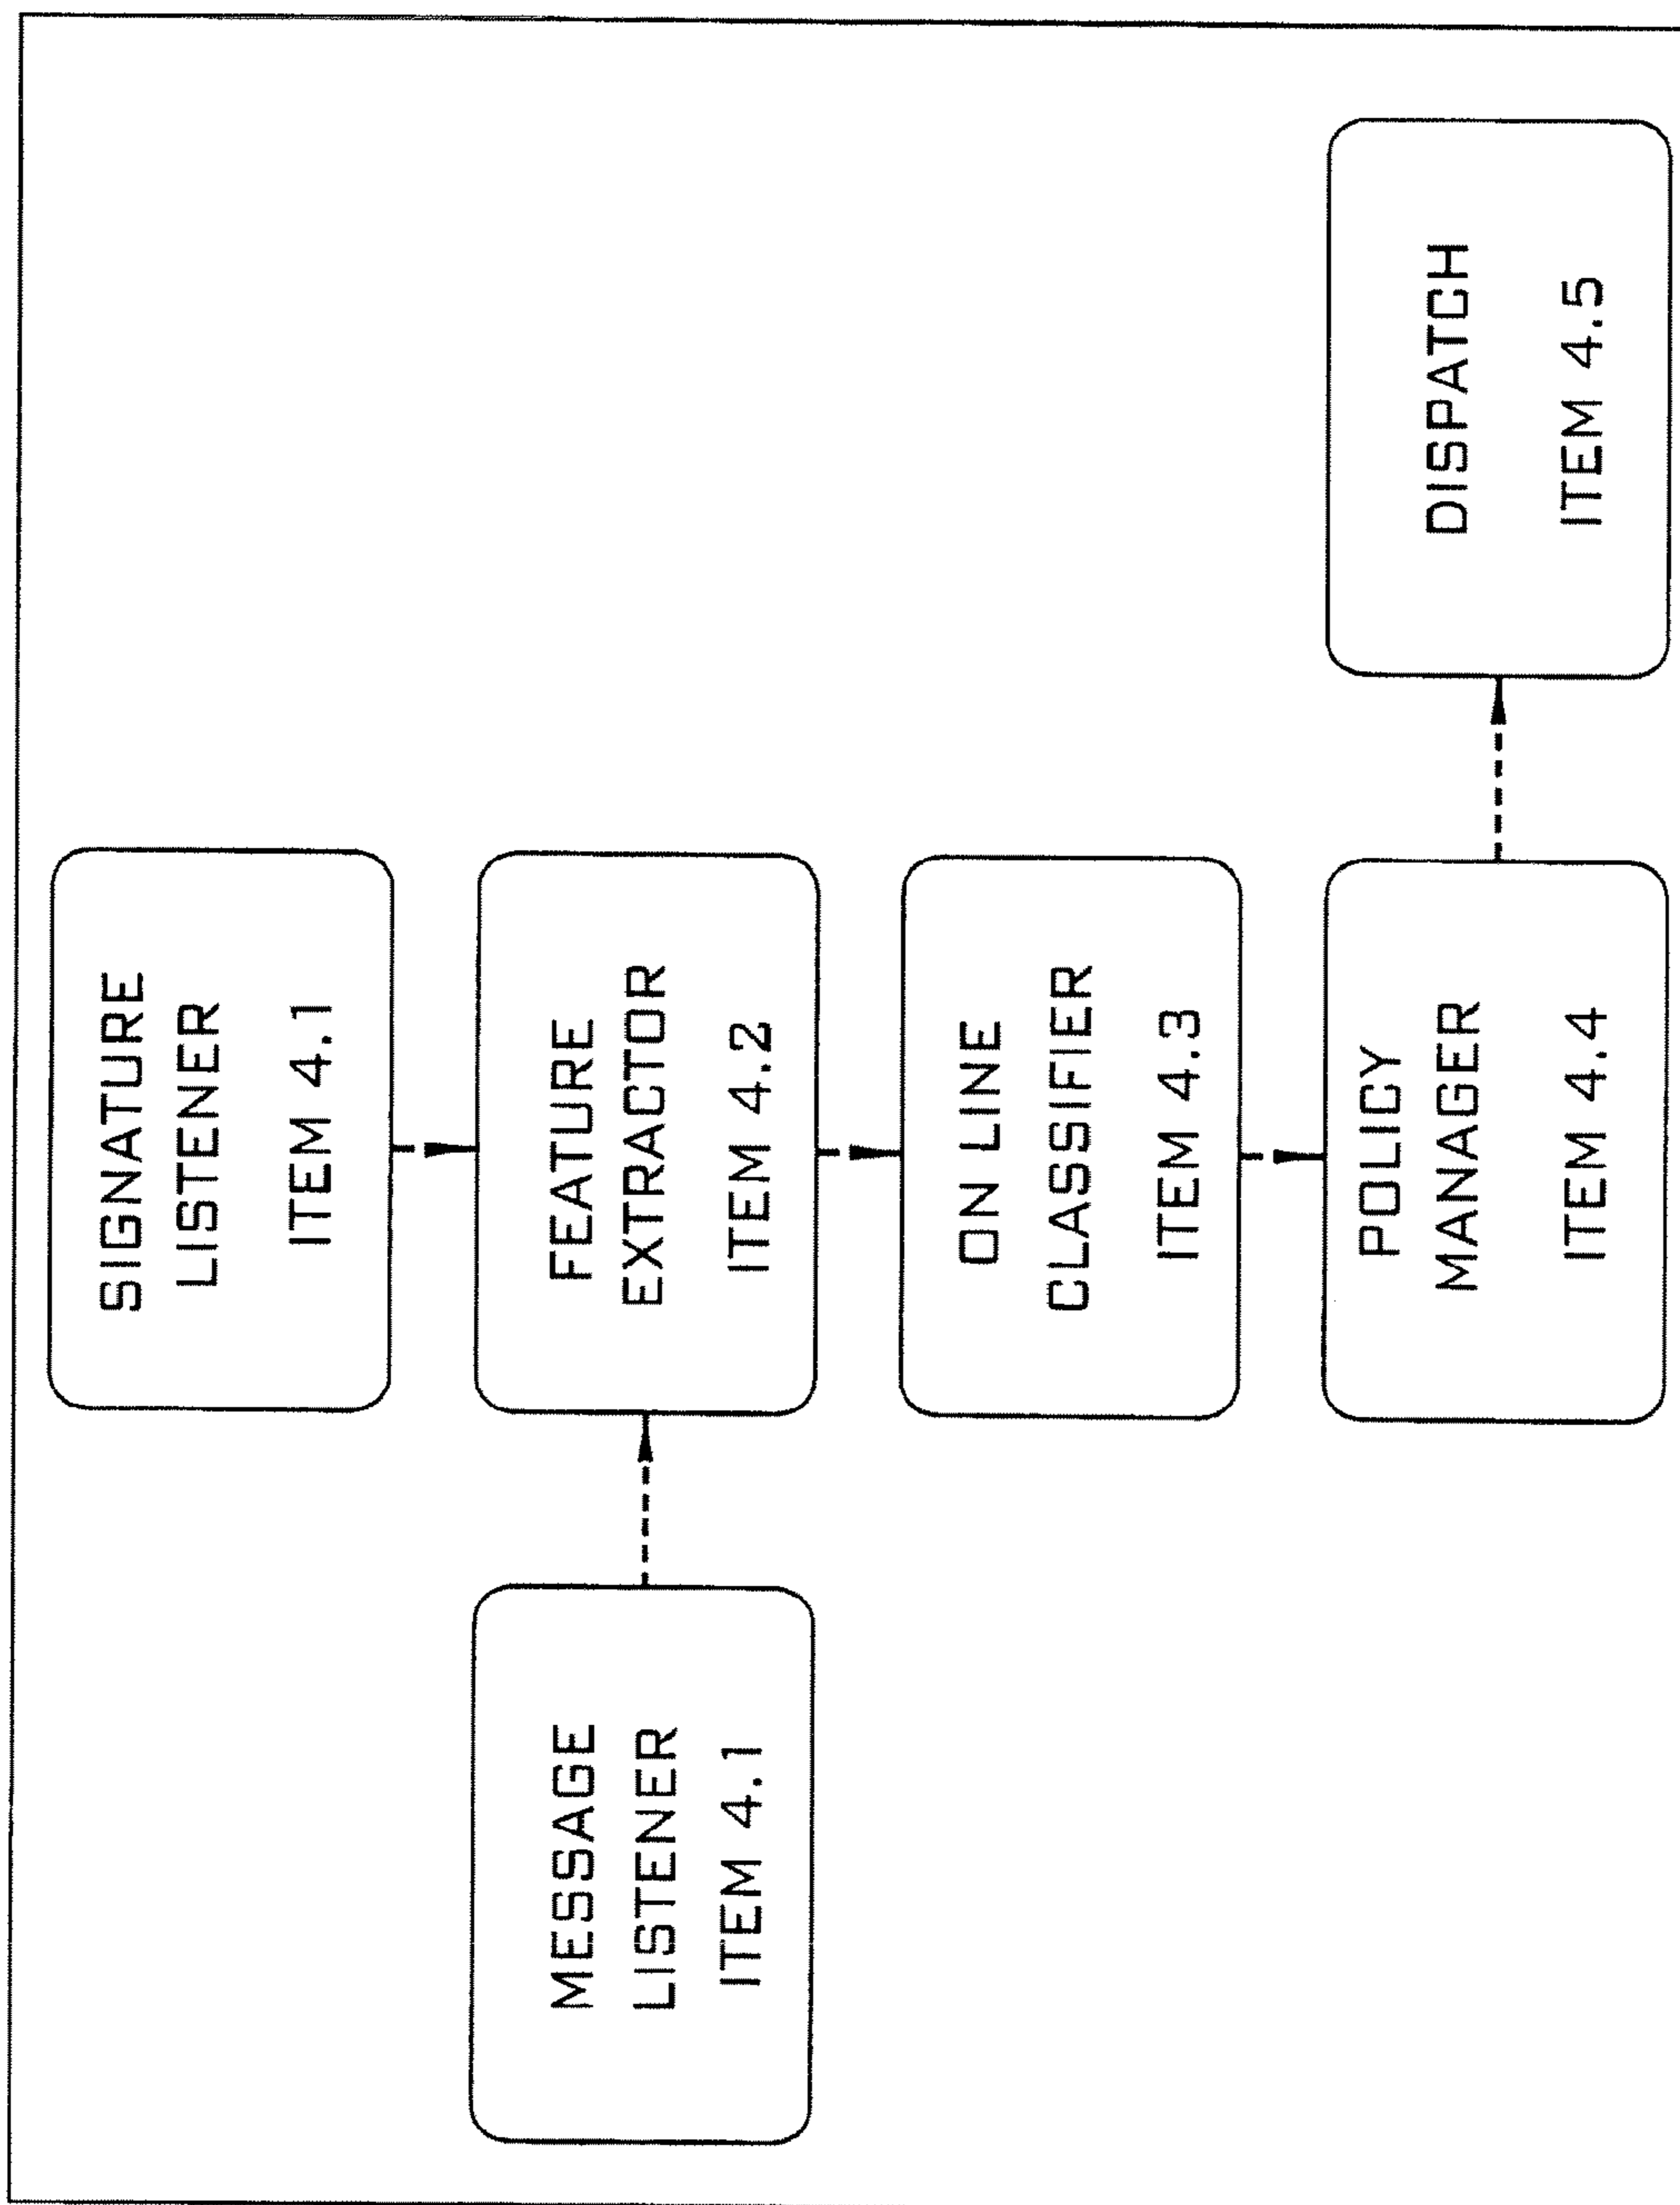 SIGNATURE
LISTENER
ITEM 4.1
MESSAGE
LISTENER
ITEM 4.1
FEATURE
EXTRACTOR
ITEM 4.2
ON LINE
CLASSIFIER
ITEM 4.3
POLICY
MANAGER
ITEM 4.4
DISPATCH
ITEM 4.5